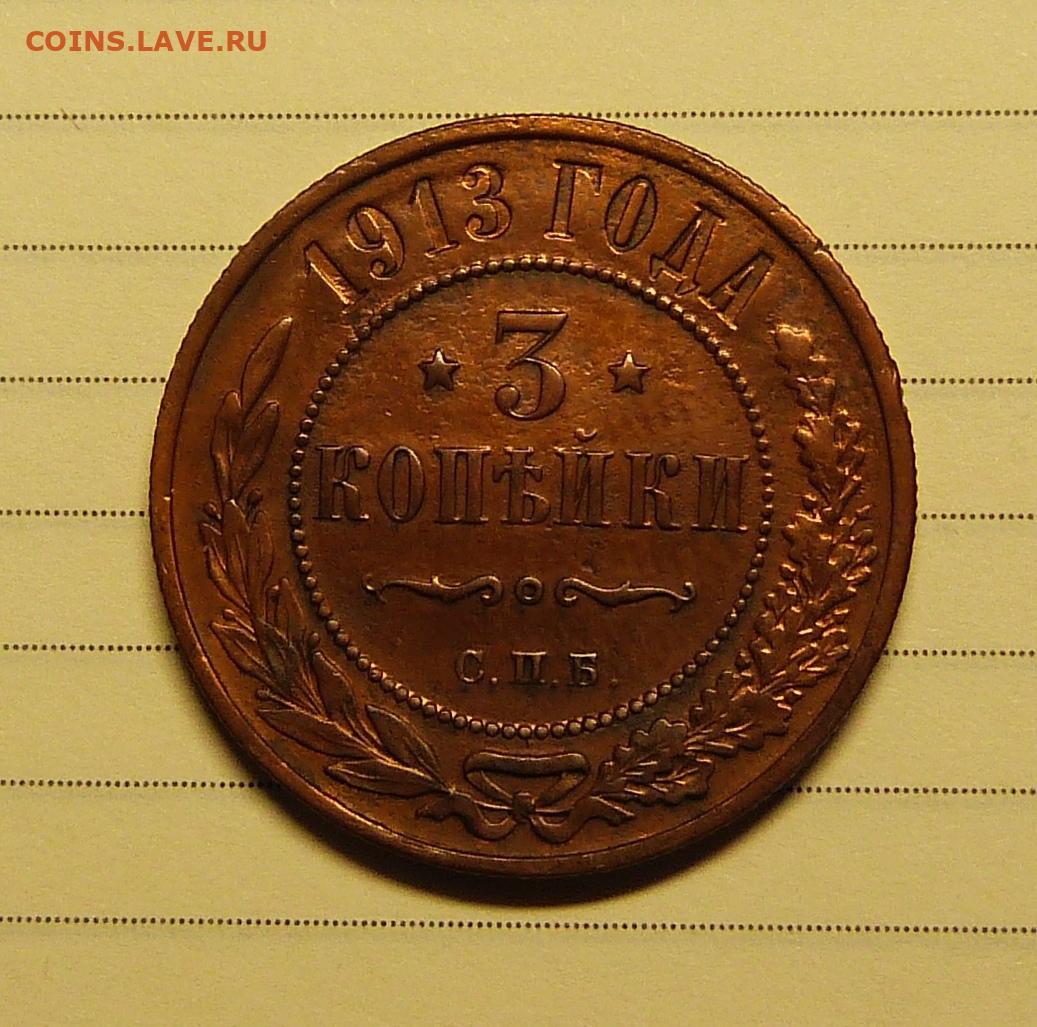 COINS.LAVE.RU
1913 ГОДА
3
КОПѢЙКИ
С.П.Б.